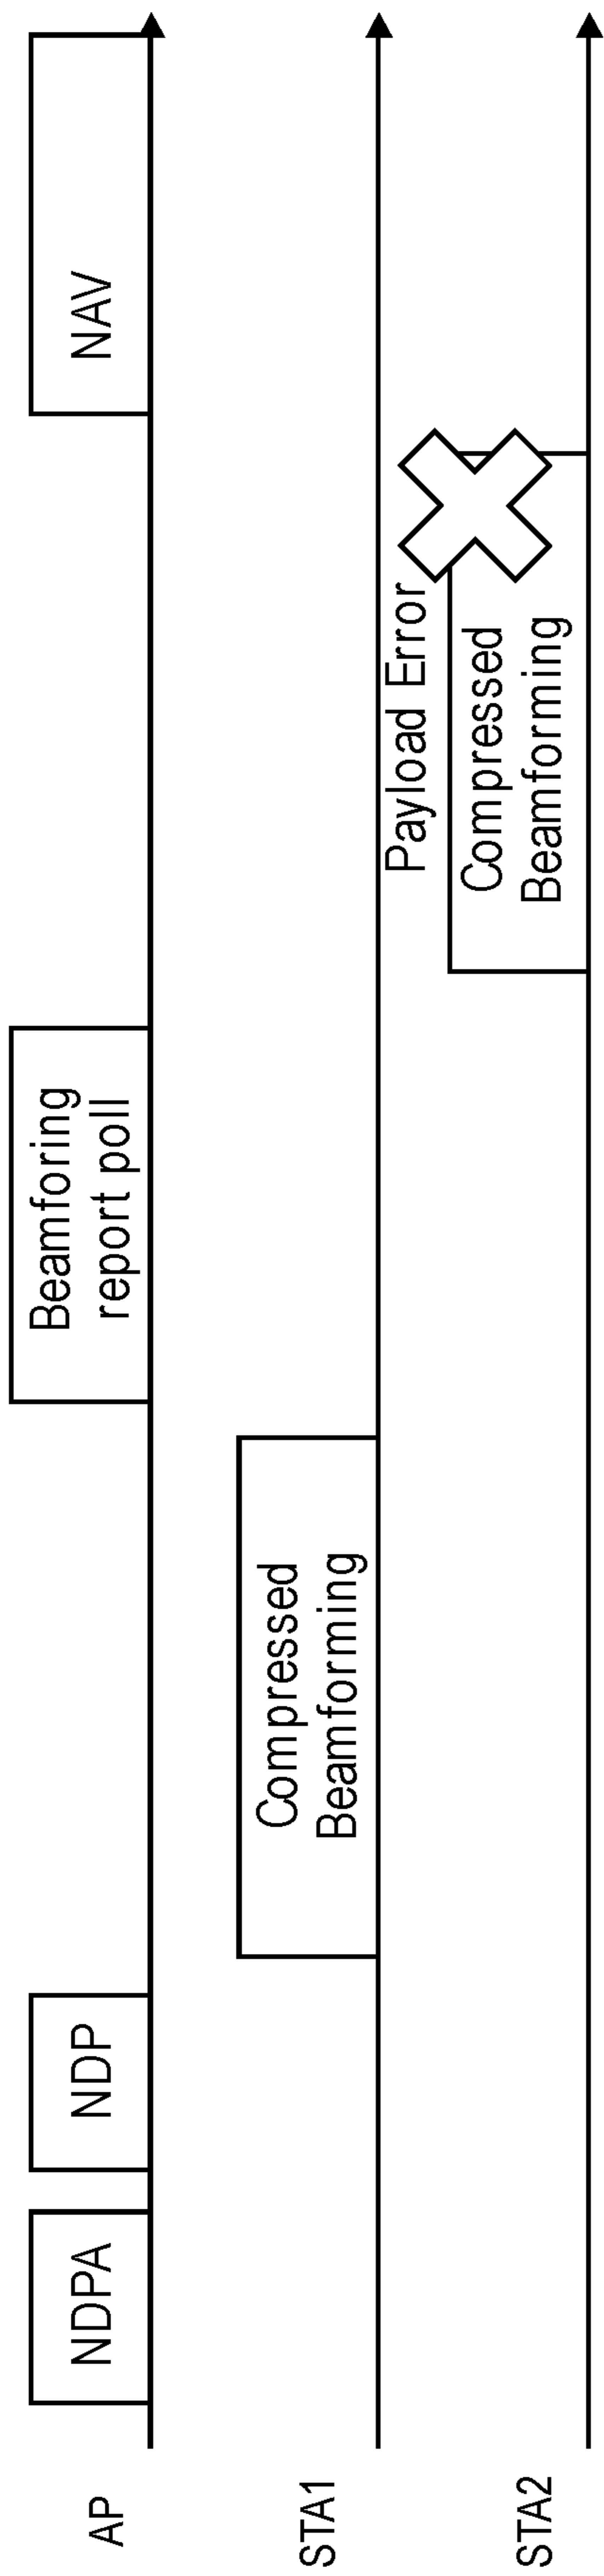 AP
NDPA
NDP
Beamforing
report poll
NAV
STA1
Compressed
Beamforming
STA2
Payload Error
Compressed
Beamforming